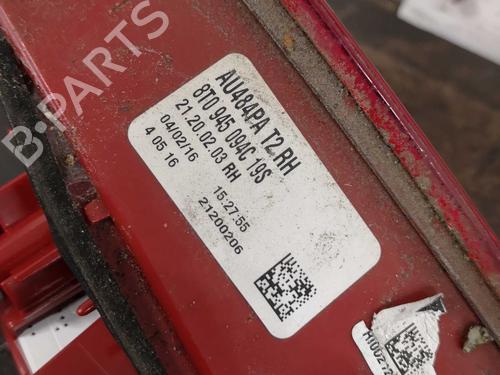 B-PARTS
AU484PA T2 RH
8T0 945 094C 19S
21.20.02.03 RH
04/02/16 15:27:55
4 05 16 21200206